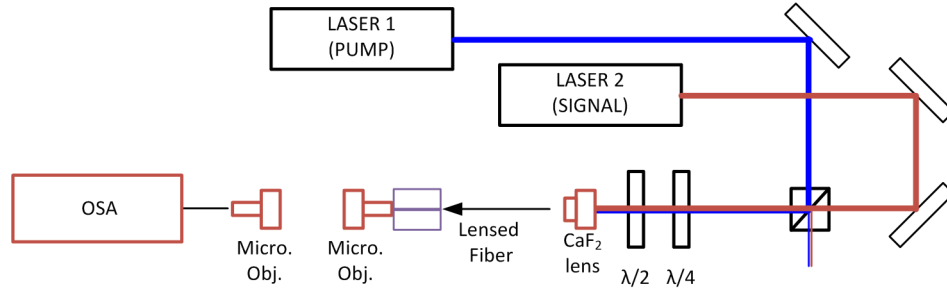 LASER 1
(PUMP)
LASER 2
(SIGNAL)
OSA
Micro.
Obj.
Micro.
Obj.
Lensed
Fiber
CaF₂
lens
λ/2
λ/4